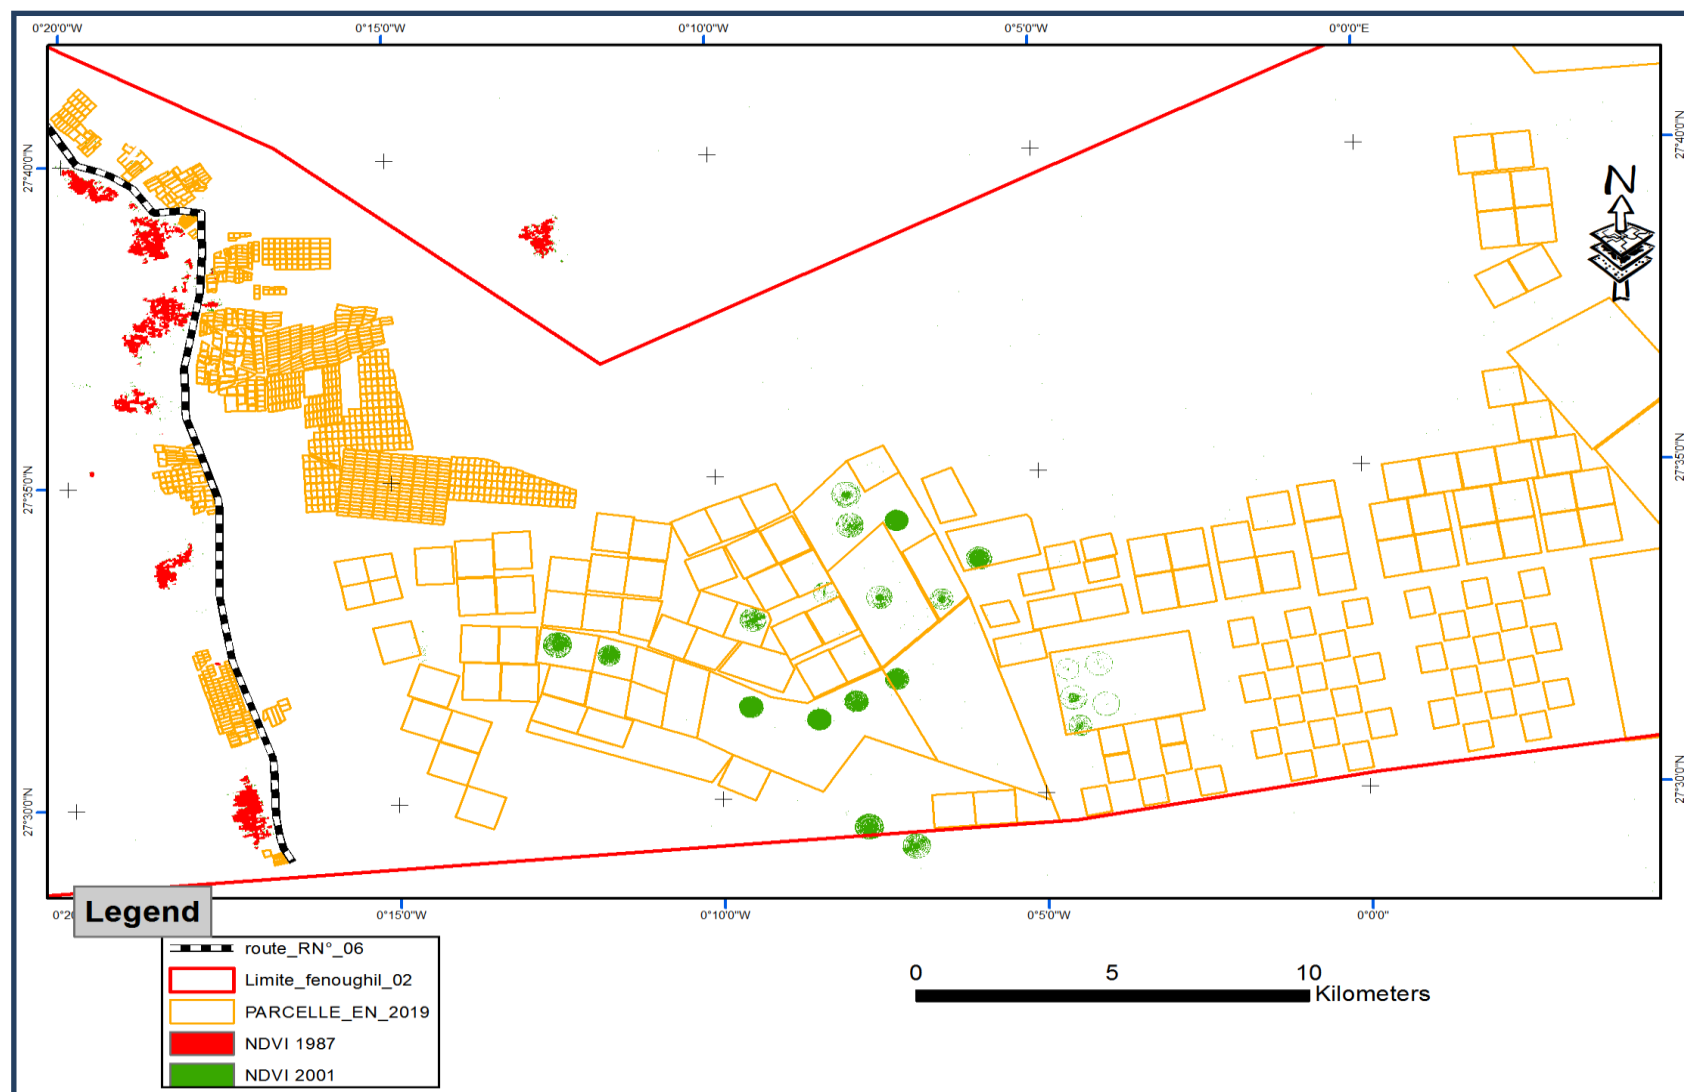 0°20'0"W 0°15'0"W 0°10'0"W 0°5'0"W 0°0'0"E
27°40'0"N 27°40'0"N
N
27°35'0"N 27°35'0"N
27°30'0"N 27°30'0"N
0°15'0"W 0°10'0"W 0°5'0"W 0°0'0"
Legend
route_RN°_06
Limite_fenoughil_02
PARCELLE_EN_2019
NDVI 1987
NDVI 2001
0 5 10
Kilometers